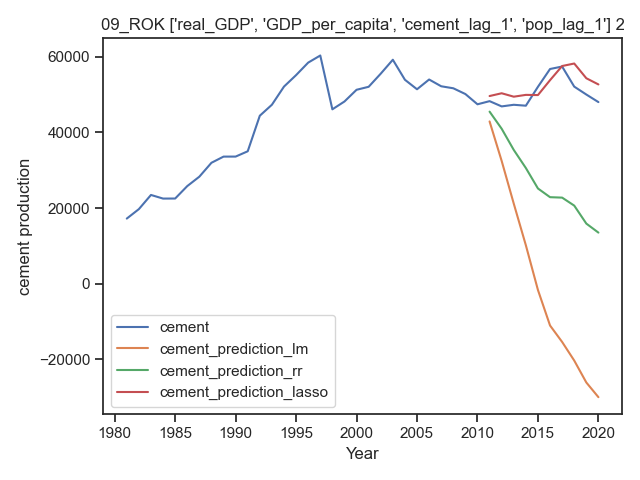 09_ROK ['real_GDP', 'GDP_per_capita', 'cement_lag_1', 'pop_lag_1'] 2
60000
40000
20000
0
−20000
cement production
cement
cement_prediction_lm
cement_prediction_rr
cement_prediction_lasso
1980 1985 1990 1995 2000 2005 2010 2015 2020
Year